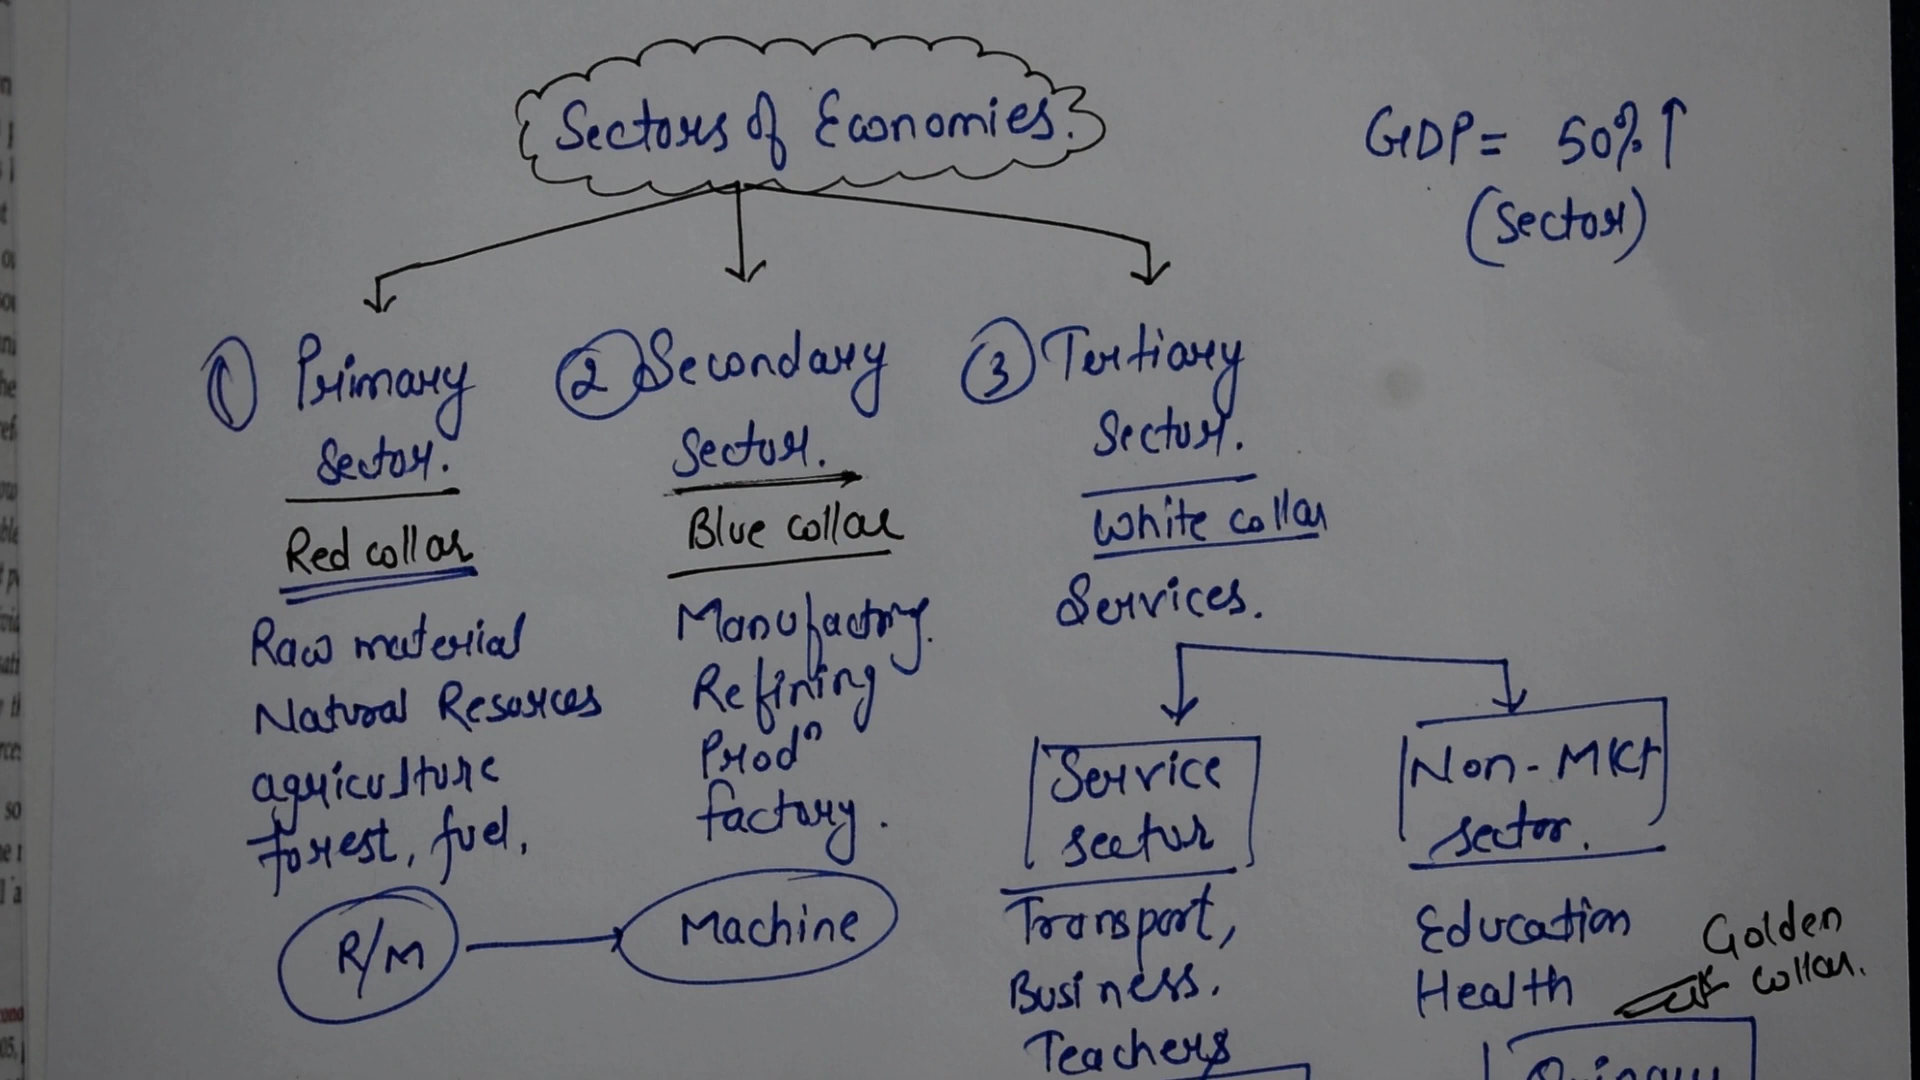 Sectors of Economies.
GDP = 50% ↑
(Sector)
① Primary
Sector.
Red collar
Raw material
Natural Resources
agriculture
forest, fuel,
R/M
② Secondary
Sector.
Blue collar
Manufactring.
Refining
Prodⁿ
factory.
Machine
③ Tertiary
Sector.
White collar
Services.
Service
sector
Transport,
Business.
Teachers
Non-Mkt
sector.
Education
Health
Golden
collar.
Quinary